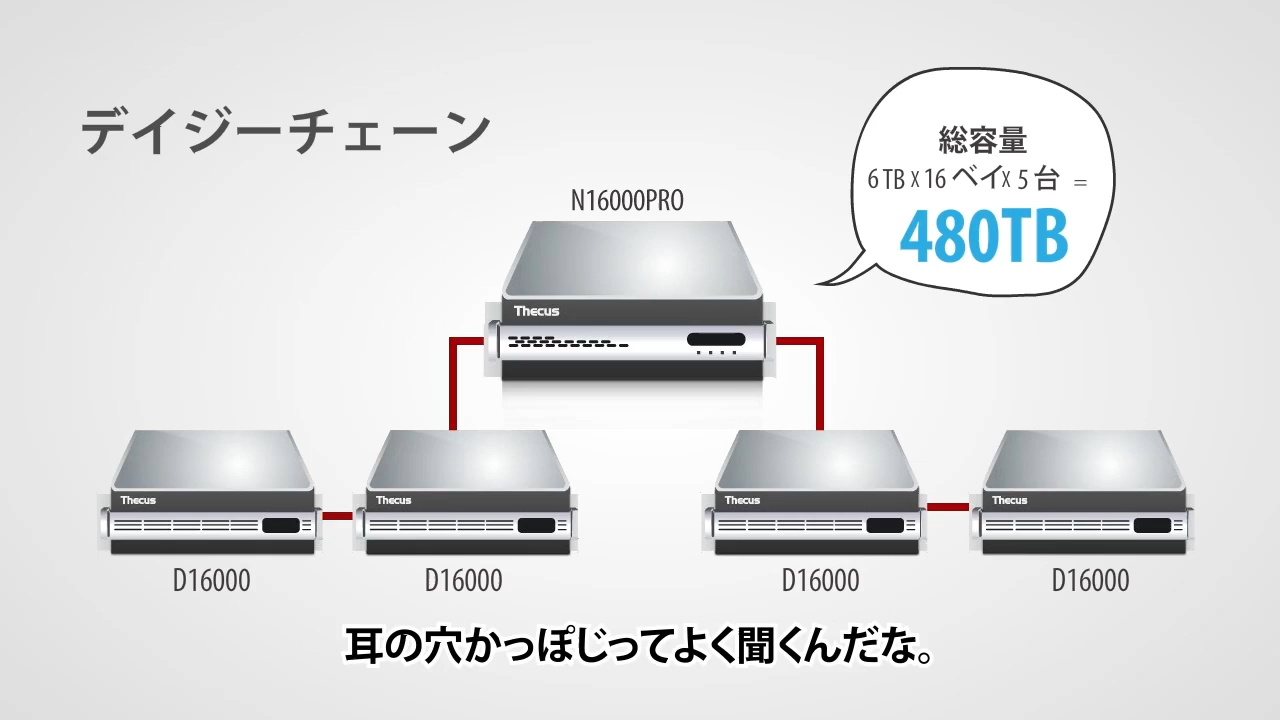 デイジーチェーン
総容量
6 TB x 16 ベイx 5 台 =
480TB
N16000PRO
Thecus
Thecus
Thecus
Thecus
Thecus
D16000
D16000
D16000
D16000
耳の穴かっぽじってよく聞くんだな。